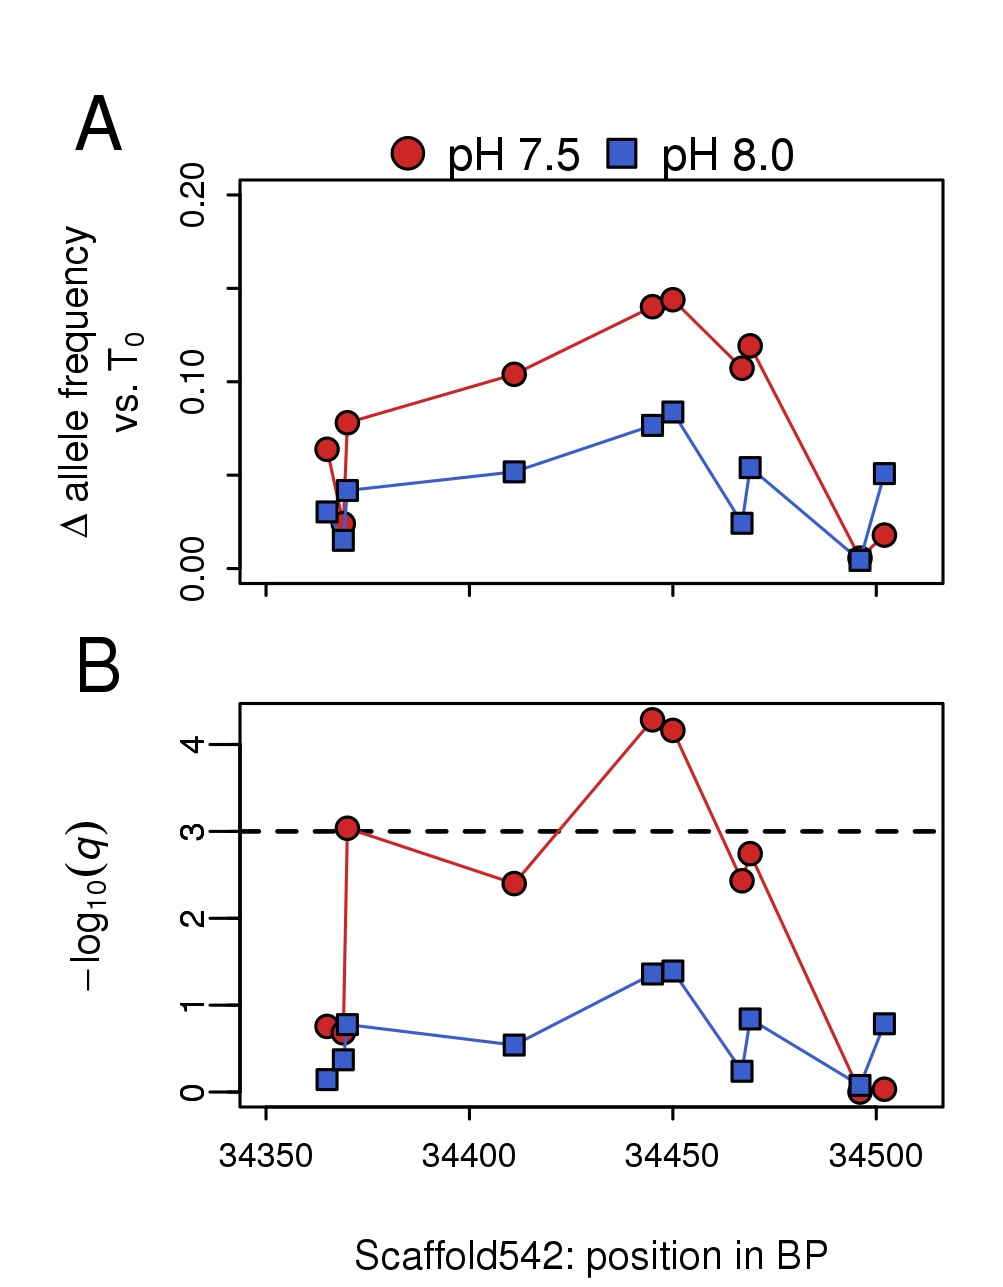 A
pH 7.5 pH 8.0
Δ allele frequency
vs. T0
0.20
0.10
0.00
B
−log10(q)
4
3
2
1
0
34350 34400 34450 34500
Scaffold542: position in BP